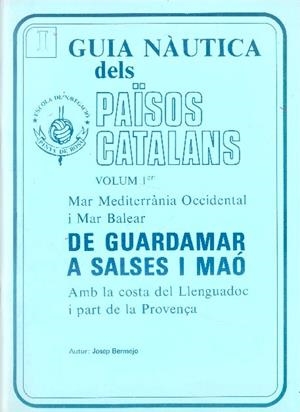 GUIA NÀUTICA
dels
PAÏSOS
CATALANS
VOLUM 1er.
Mar Mediterrània Occidental
i Mar Balear
DE GUARDAMAR
A SALSES I MAÓ
Amb la costa del Llenguadoc
i part de la Provença
Autor: Josep Bermejo